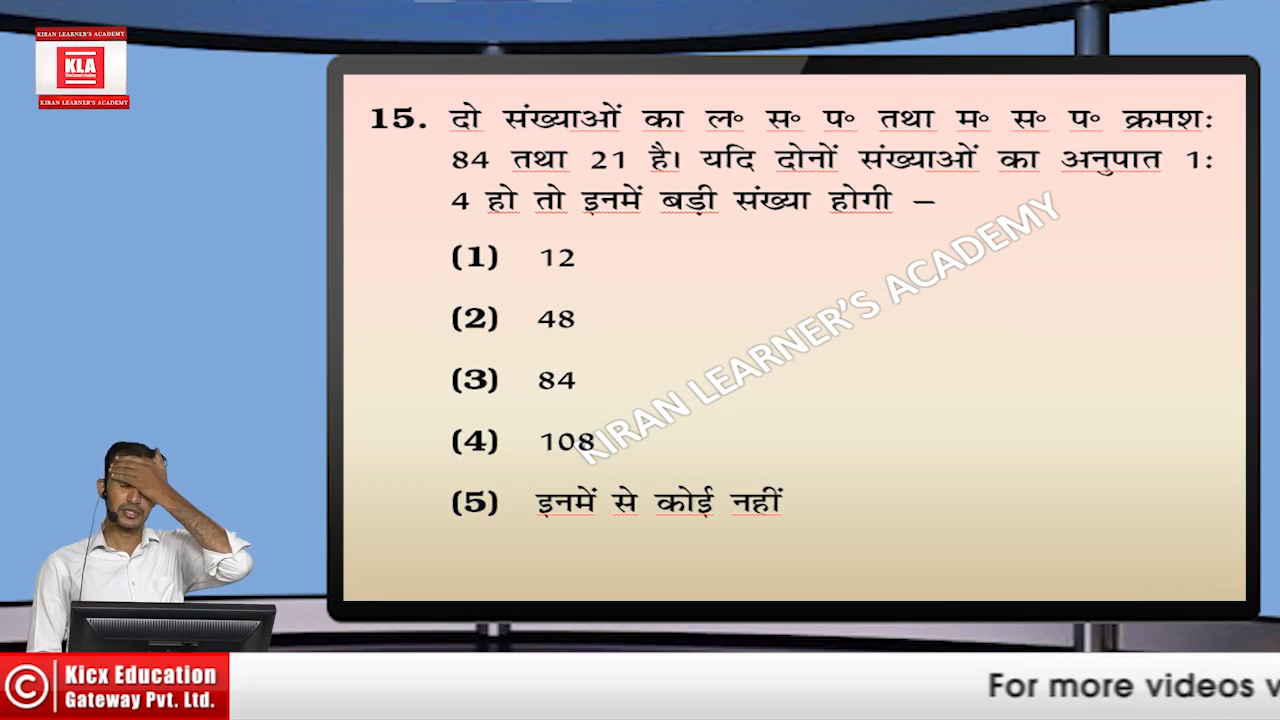 KIRAN LEARNER'S ACADEMY
KLA
KIRAN LEARNER'S ACADEMY
15. दो संख्याओं का ल॰ स॰ प॰ तथा म॰ स॰ प॰ क्रमशः
84 तथा 21 है। यदि दोनों संख्याओं का अनुपात 1:
4 हो तो इनमें बड़ी संख्या होगी –
(1) 12
(2) 48
(3) 84
(4) 108
(5) इनमें से कोई नहीं
KIRAN LEARNER'S ACADEMY
© Kicx Education
Gateway Pvt. Ltd.
For more videos v